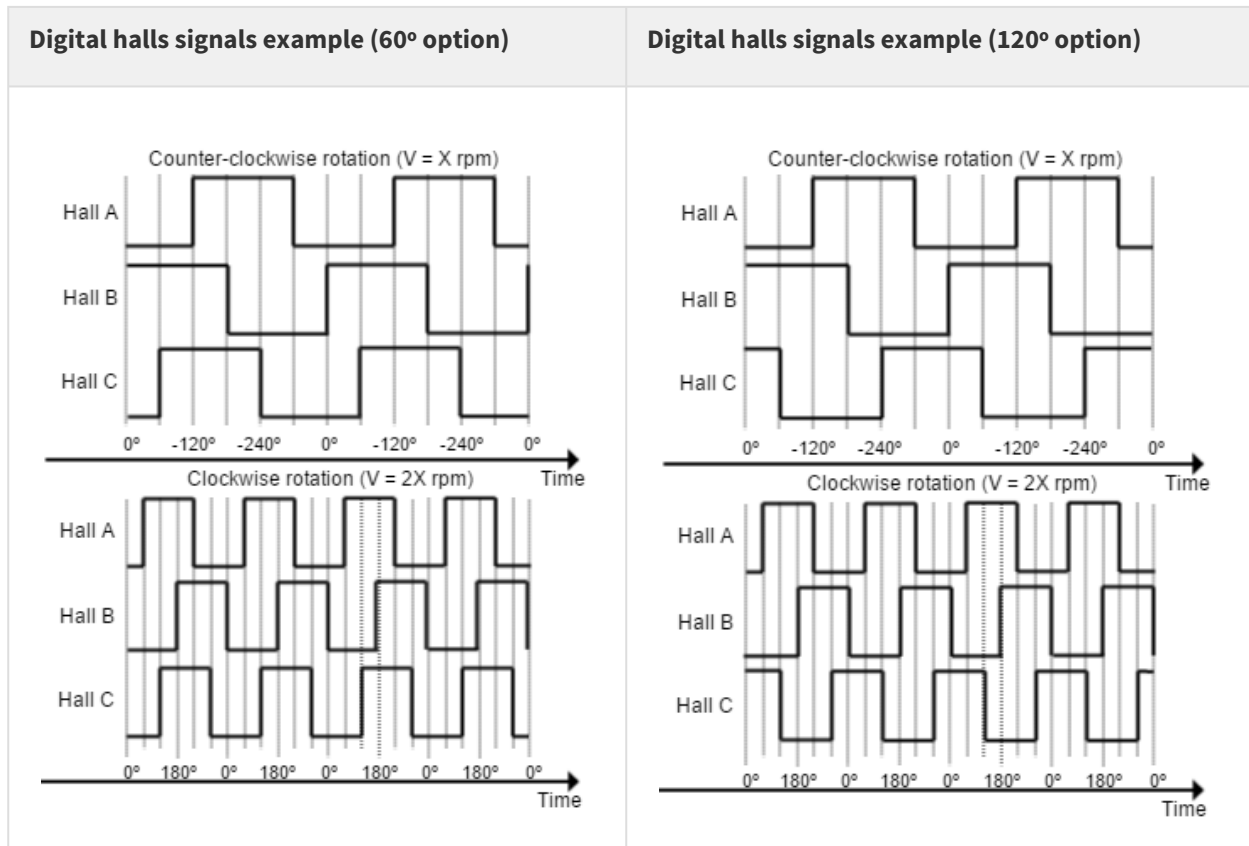 Digital halls signals example (60º option)
Digital halls signals example (120º option)
Counter-clockwise rotation (V = X rpm)
Hall A
Hall B
Hall C
0º -120º -240º 0º -120º -240º 0º
Time
Clockwise rotation (V = 2X rpm)
Hall A
Hall B
Hall C
0º 180º 0º 180º 0º 180º 0º 180º 0º
Time
Counter-clockwise rotation (V = X rpm)
Hall A
Hall B
Hall C
0º -120º -240º 0º -120º -240º 0º
Time
Clockwise rotation (V = 2X rpm)
Hall A
Hall B
Hall C
0º 180º 0º 180º 0º 180º 0º 180º 0º
Time